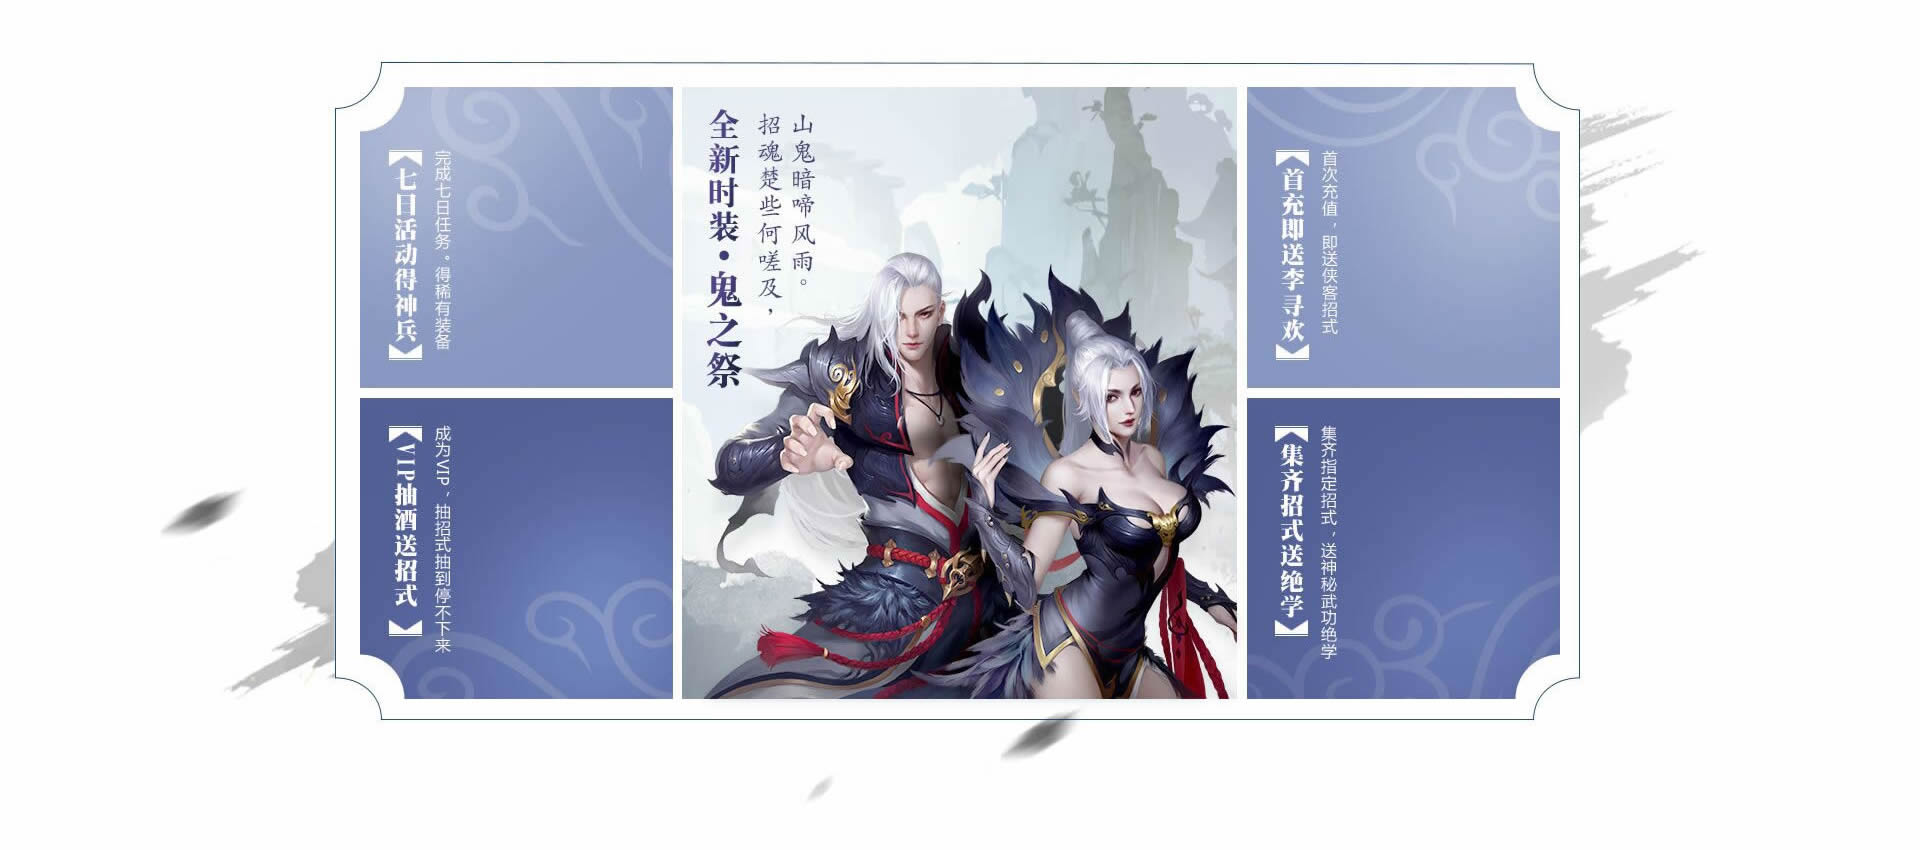 【七日活动得神兵】
完成七日任务。得稀有装备
【VIP抽酒送招式】
成为VIP，抽招式抽到停不下来
全新时装·鬼之祭
招魂楚些何嗟及，
山鬼暗啼风雨。
【首充即送李寻欢】
首次充值，即送侠客招式
【集齐招式送绝学】
集齐指定招式，送神秘武功绝学